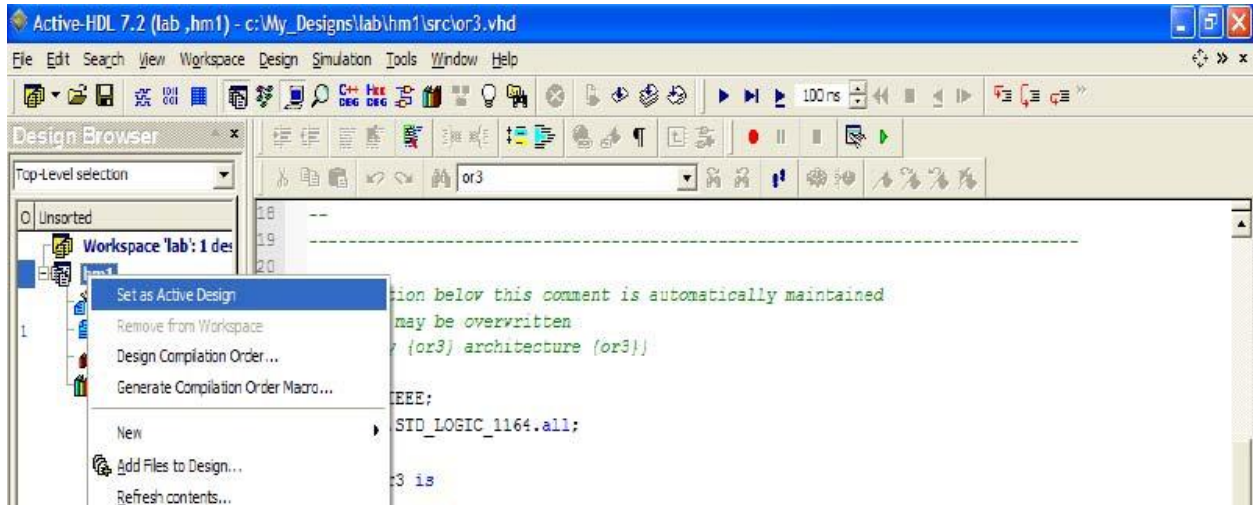 Active-HDL 7.2 (lab ,hm1) - c:\My_Designs\lab\hm1\src\or3.vhd
File Edit Search View Workspace Design Simulation Tools Window Help
100 ns
Design Browser
Top-Level selection
or3
O Unsorted
Workspace 'lab': 1 des
hm1
1
18 --
19 -------------------------------------------------------------------------------
20
Set as Active Design
Remove from Workspace
Design Compilation Order...
Generate Compilation Order Macro...
New
Add Files to Design...
Refresh contents...
tion below this comment is automatically maintained
may be overwritten
{or3} architecture {or3}}
IEEE;
.STD_LOGIC_1164.all;
r3 is